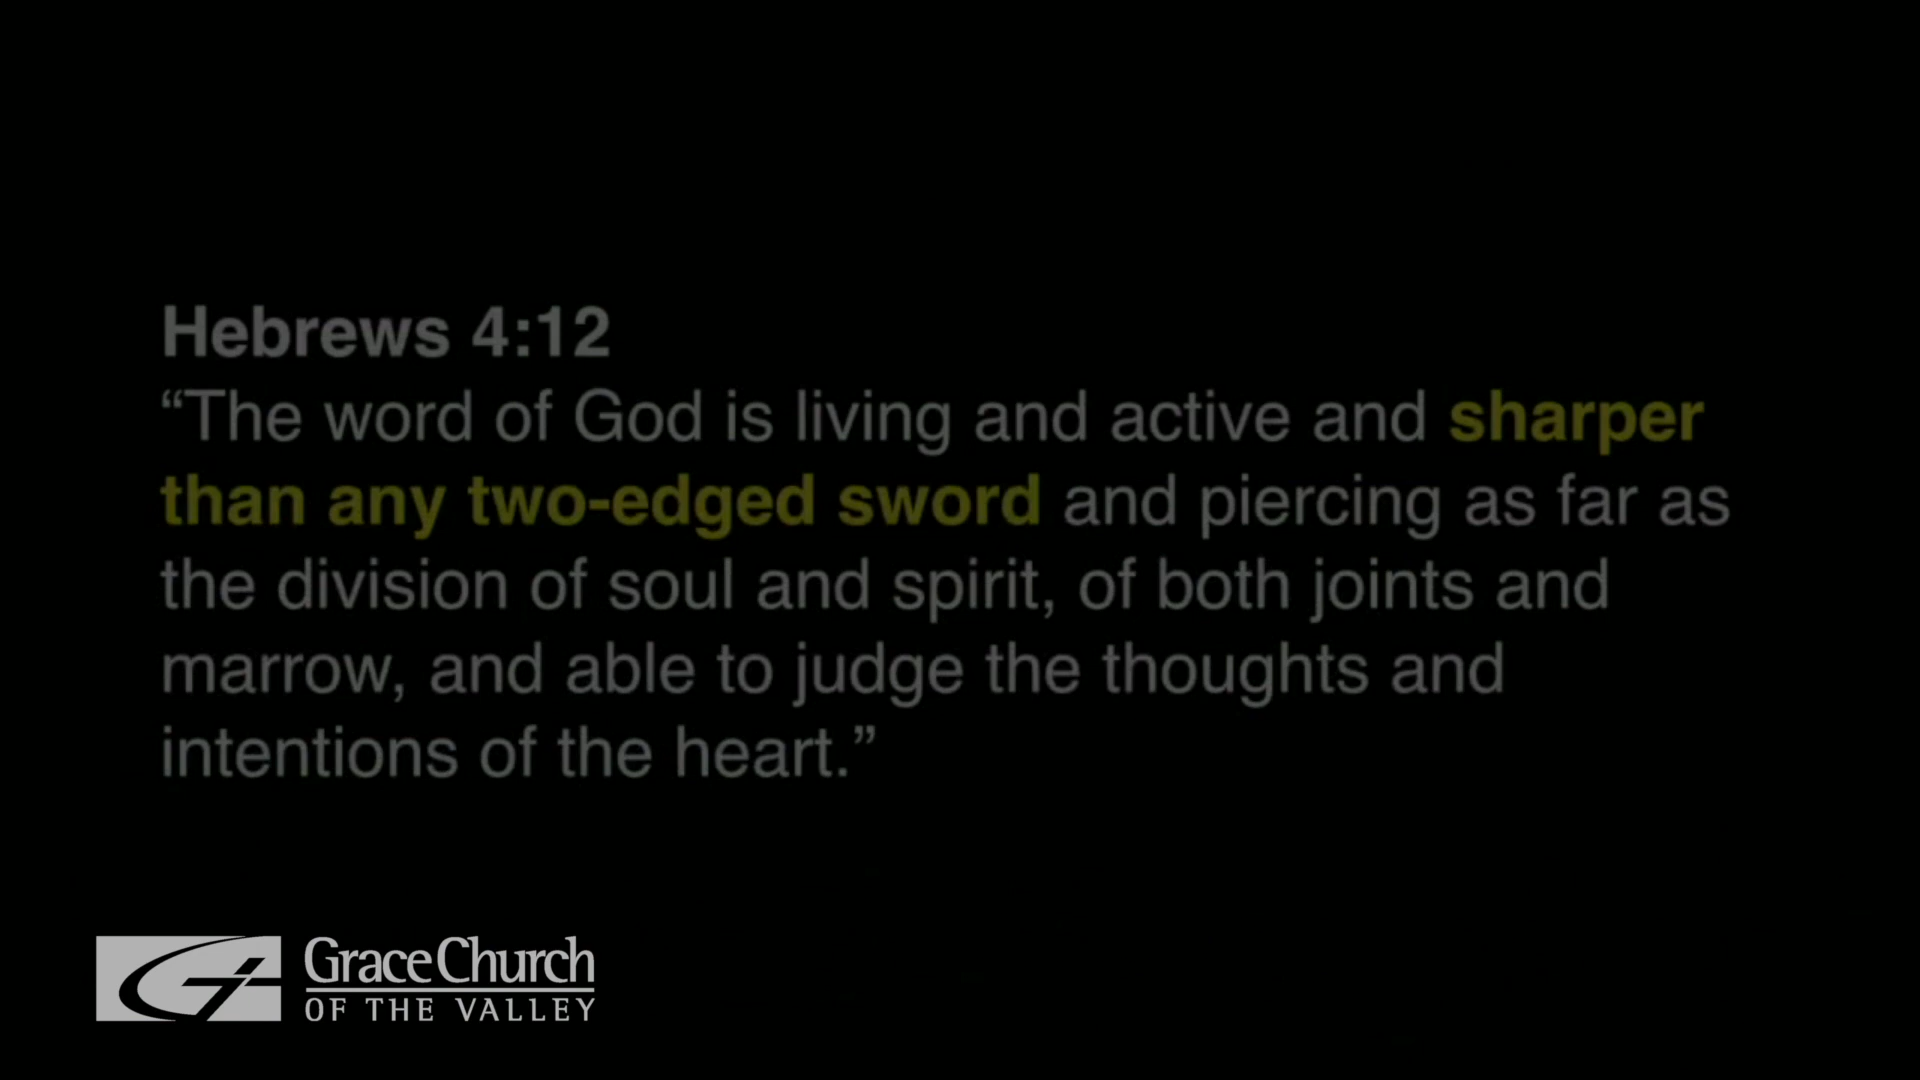 Hebrews 4:12
“The word of God is living and active and sharper
than any two-edged sword and piercing as far as
the division of soul and spirit, of both joints and
marrow, and able to judge the thoughts and
intentions of the heart.”
Grace Church
OF THE VALLEY